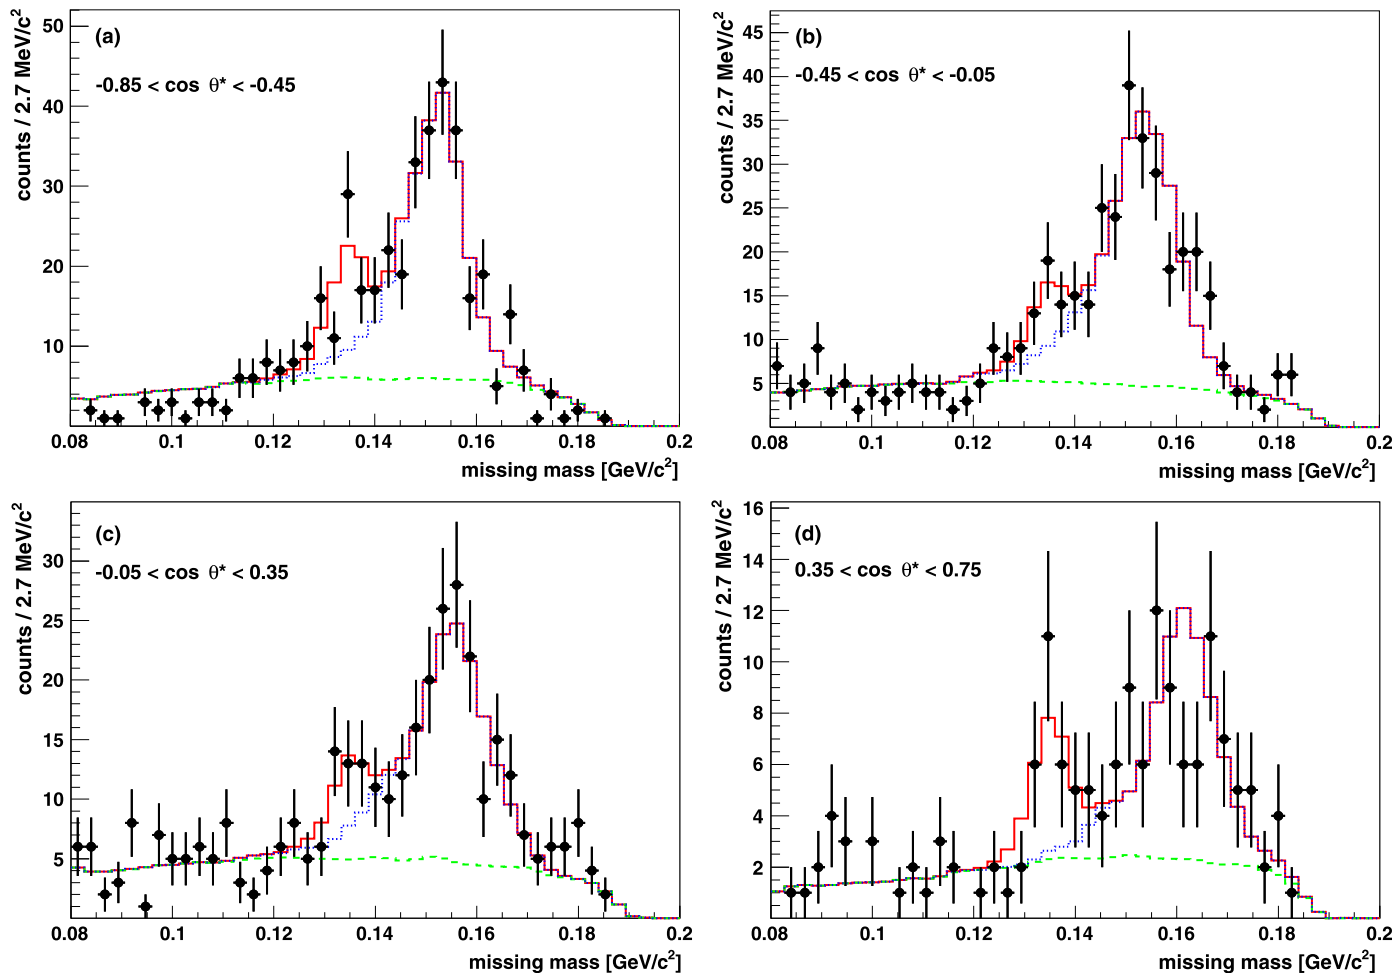 (a)
-0.85 < cos θ* < -0.45
counts / 2.7 MeV/c²
50
40
30
20
10
0.08 0.1 0.12 0.14 0.16 0.18 0.2
missing mass [GeV/c²]
(b)
-0.45 < cos θ* < -0.05
counts / 2.7 MeV/c²
45
40
35
30
25
20
15
10
5
0.08 0.1 0.12 0.14 0.16 0.18 0.2
missing mass [GeV/c²]
(c)
-0.05 < cos θ* < 0.35
counts / 2.7 MeV/c²
30
25
20
15
10
5
0.08 0.1 0.12 0.14 0.16 0.18 0.2
missing mass [GeV/c²]
(d)
0.35 < cos θ* < 0.75
counts / 2.7 MeV/c²
16
14
12
10
8
6
4
2
0.08 0.1 0.12 0.14 0.16 0.18 0.2
missing mass [GeV/c²]